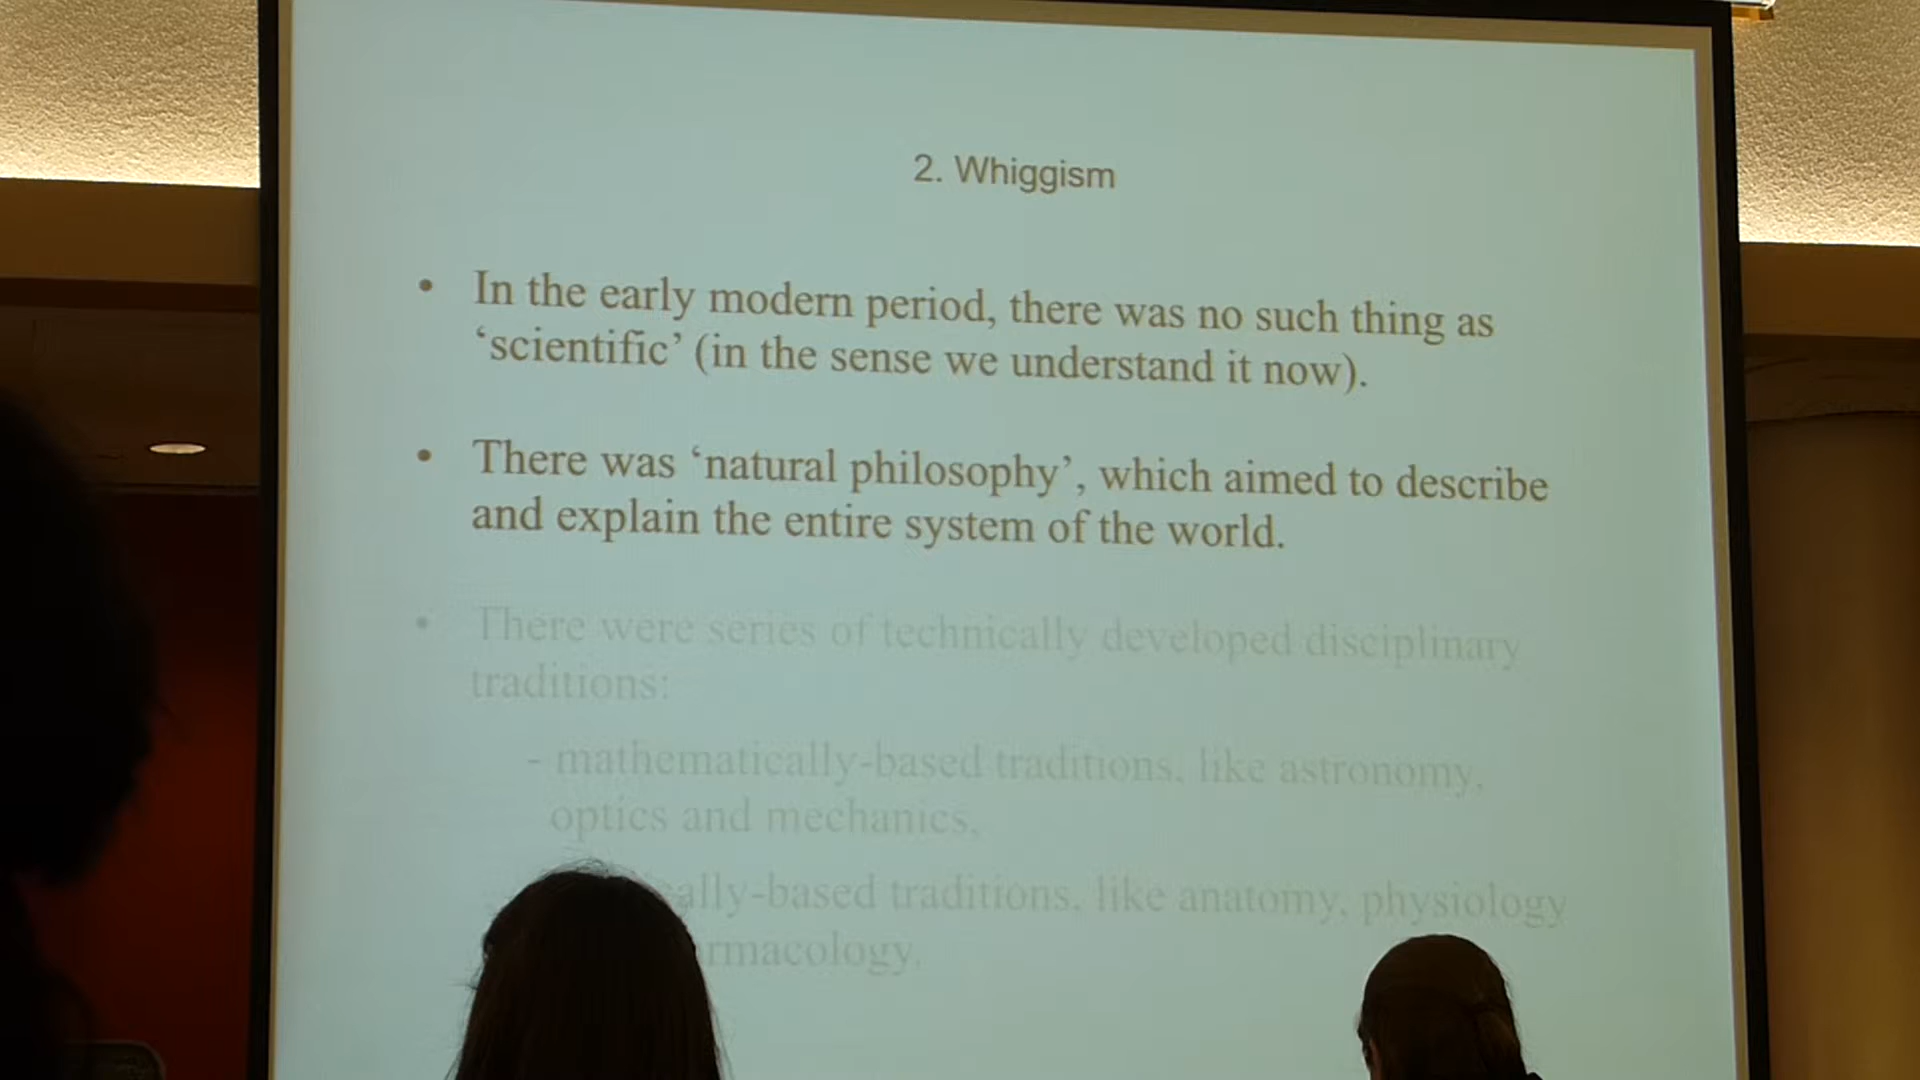 2. Whiggism
• In the early modern period, there was no such thing as
‘scientific’ (in the sense we understand it now).
• There was ‘natural philosophy’, which aimed to describe
and explain the entire system of the world.
• There were series of technically developed disciplinary
traditions:
- mathematically-based traditions, like astronomy,
optics and mechanics,
ally-based traditions, like anatomy, physiology
rmacology.